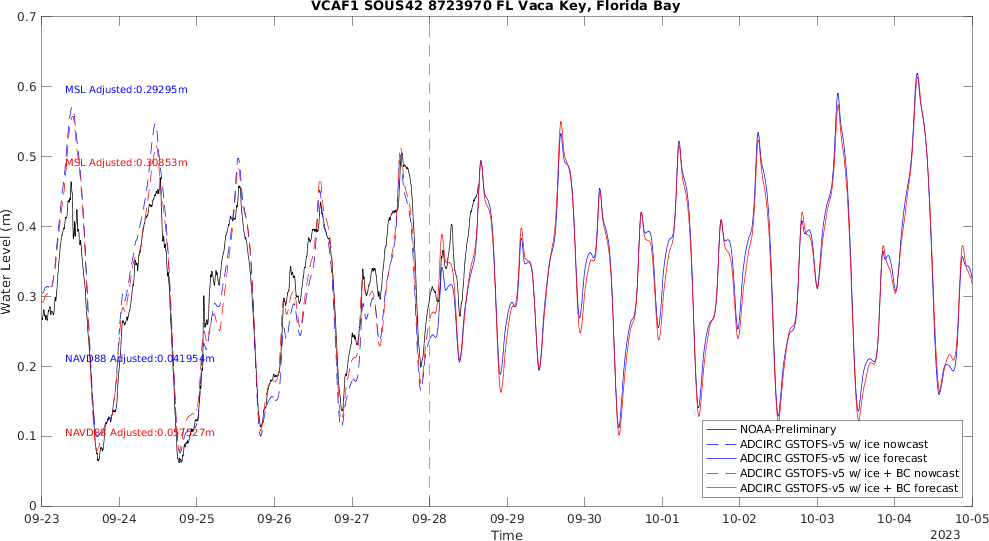 VCAF1 SOUS42 8723970 FL Vaca Key, Florida Bay
Water Level (m)
0.7
0.6
0.5
0.4
0.3
0.2
0.1
0
MSL Adjusted:0.29295m
MSL Adjusted:0.30853m
NAVD88 Adjusted:0.041954m
NAVD88 Adjusted:0.057527m
NOAA-Preliminary
ADCIRC GSTOFS-v5 w/ ice nowcast
ADCIRC GSTOFS-v5 w/ ice forecast
ADCIRC GSTOFS-v5 w/ ice + BC nowcast
ADCIRC GSTOFS-v5 w/ ice + BC forecast
09-23 09-24 09-25 09-26 09-27 09-28 09-29 09-30 10-01 10-02 10-03 10-04 10-05
Time
2023